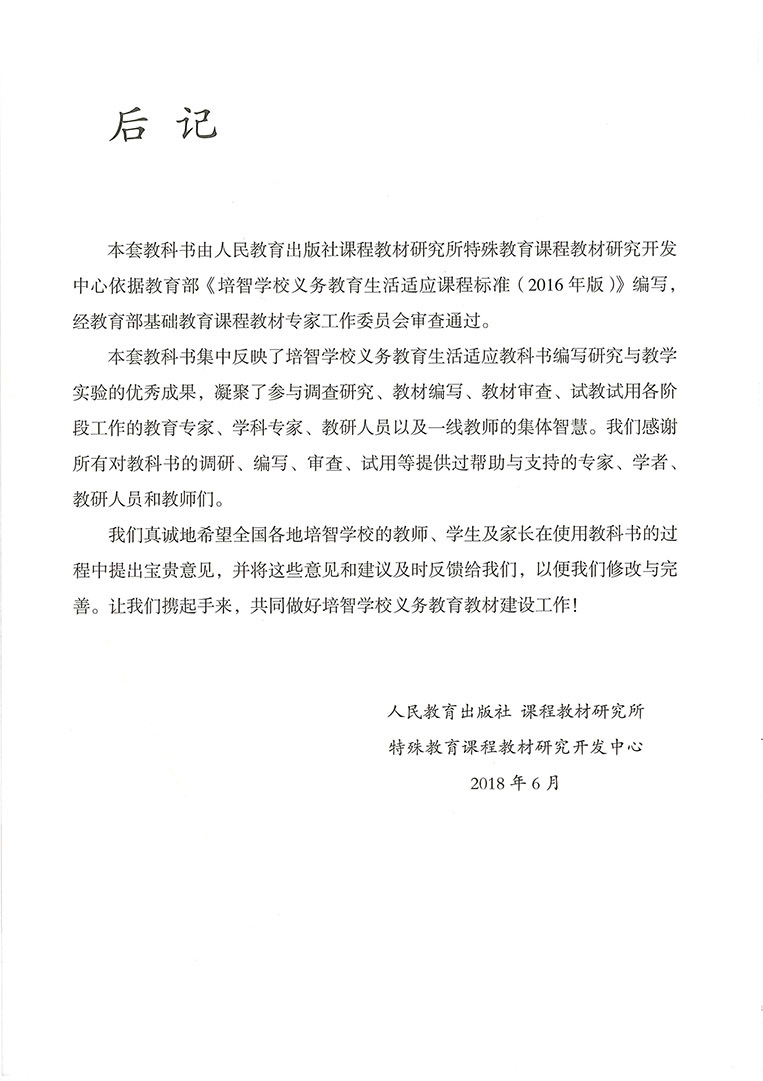 后 记
本套教科书由人民教育出版社课程教材研究所特殊教育课程教材研究开发
中心依据教育部《培智学校义务教育生活适应课程标准（2016 年版）》编写，
经教育部基础教育课程教材专家工作委员会审查通过。
本套教科书集中反映了培智学校义务教育生活适应教科书编写研究与教学
实验的优秀成果，凝聚了参与调查研究、教材编写、教材审查、试教试用各阶
段工作的教育专家、学科专家、教研人员以及一线教师的集体智慧。我们感谢
所有对教科书的调研、编写、审查、试用等提供过帮助与支持的专家、学者、
教研人员和教师们。
我们真诚地希望全国各地培智学校的教师、学生及家长在使用教科书的过
程中提出宝贵意见，并将这些意见和建议及时反馈给我们，以便我们修改与完
善。让我们携起手来，共同做好培智学校义务教育教材建设工作！
人民教育出版社 课程教材研究所
特殊教育课程教材研究开发中心
2018 年 6 月